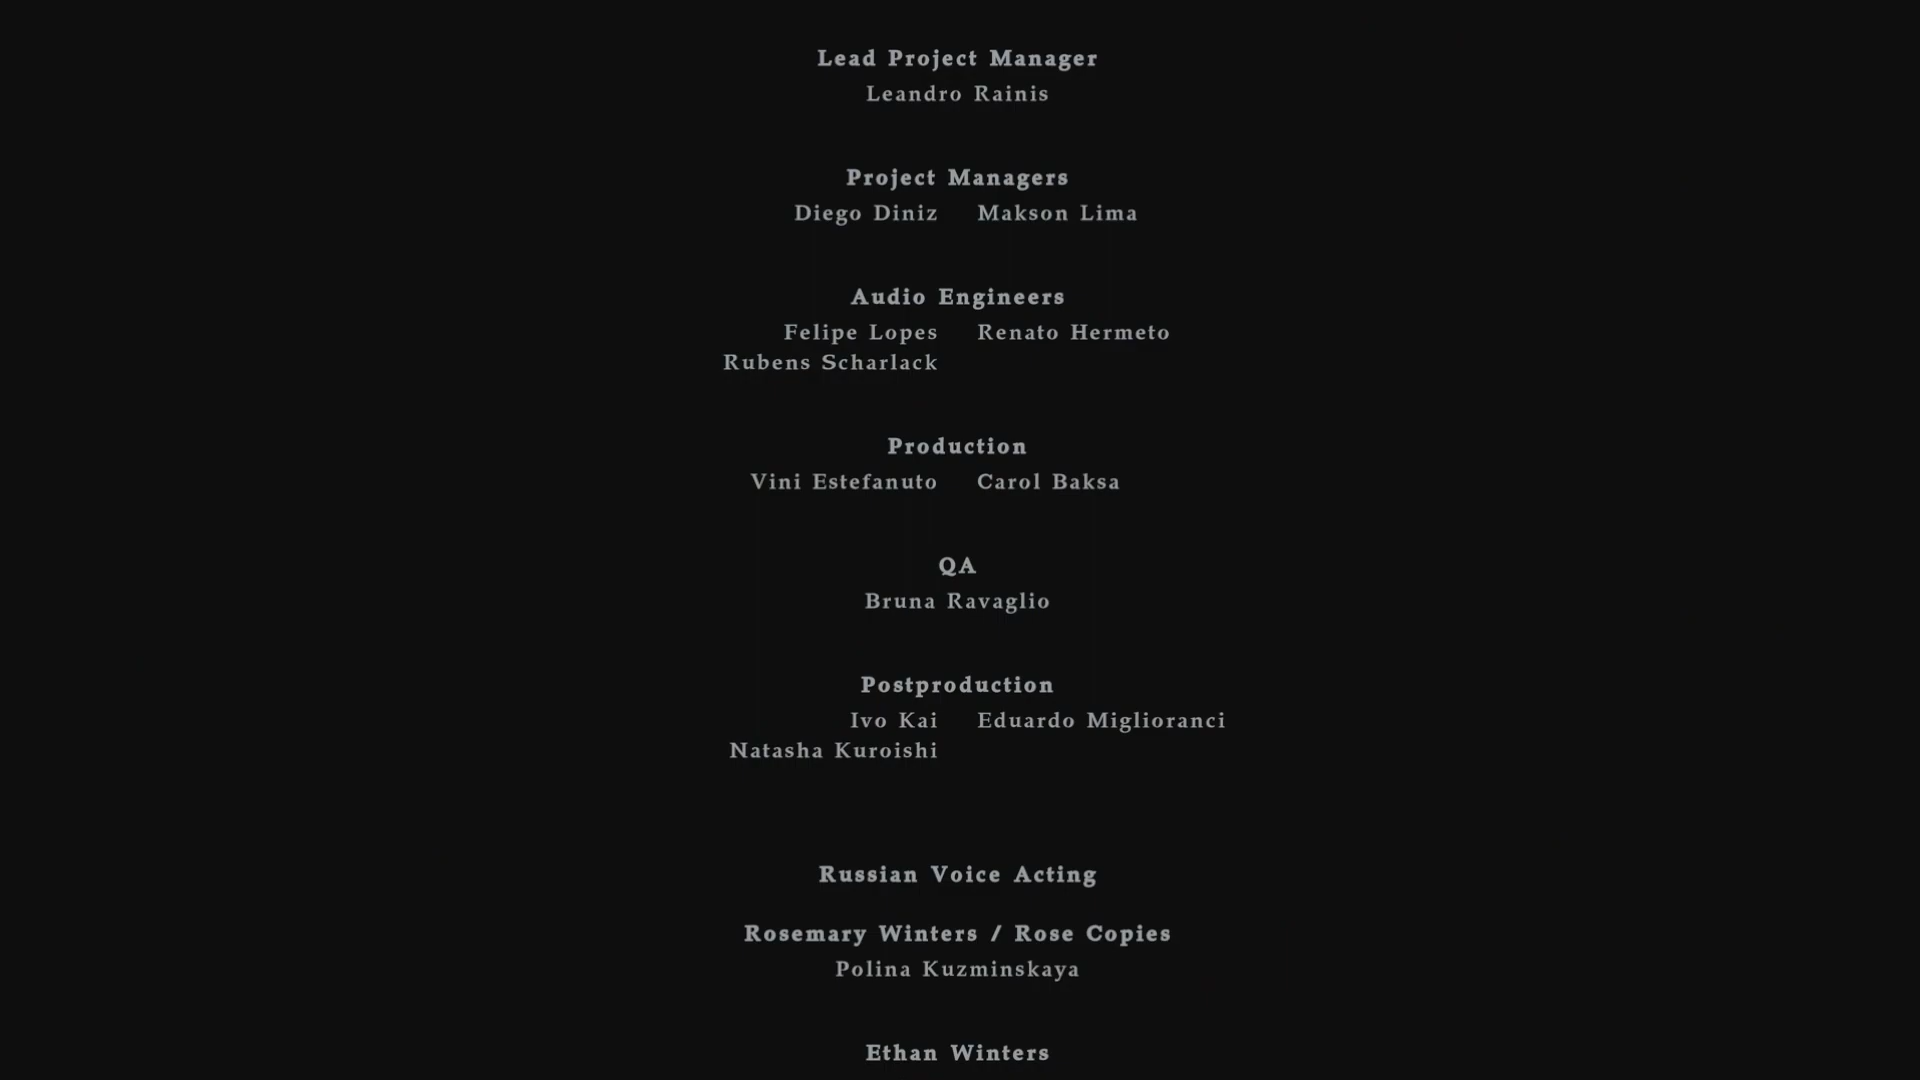 Lead Project Manager
Leandro Rainis
Project Managers
Diego Diniz Makson Lima
Audio Engineers
Felipe Lopes Renato Hermeto
Rubens Scharlack
Production
Vini Estefanuto Carol Baksa
QA
Bruna Ravaglio
Postproduction
Ivo Kai Eduardo Miglioranci
Natasha Kuroishi
Russian Voice Acting
Rosemary Winters / Rose Copies
Polina Kuzminskaya
Ethan Winters